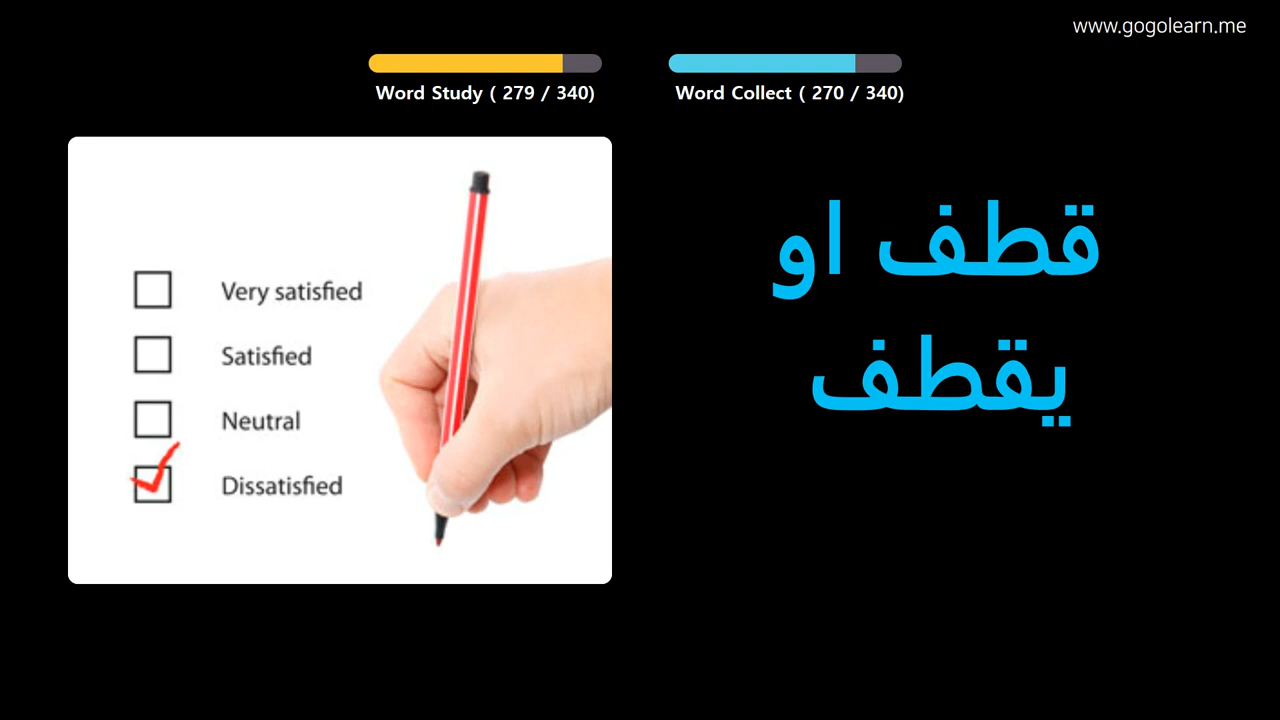 www.gogolearn.me
Word Study ( 279 / 340)
Word Collect ( 270 / 340)
Very satisfied
Satisfied
Neutral
Dissatisfied
قطف او
يقطف